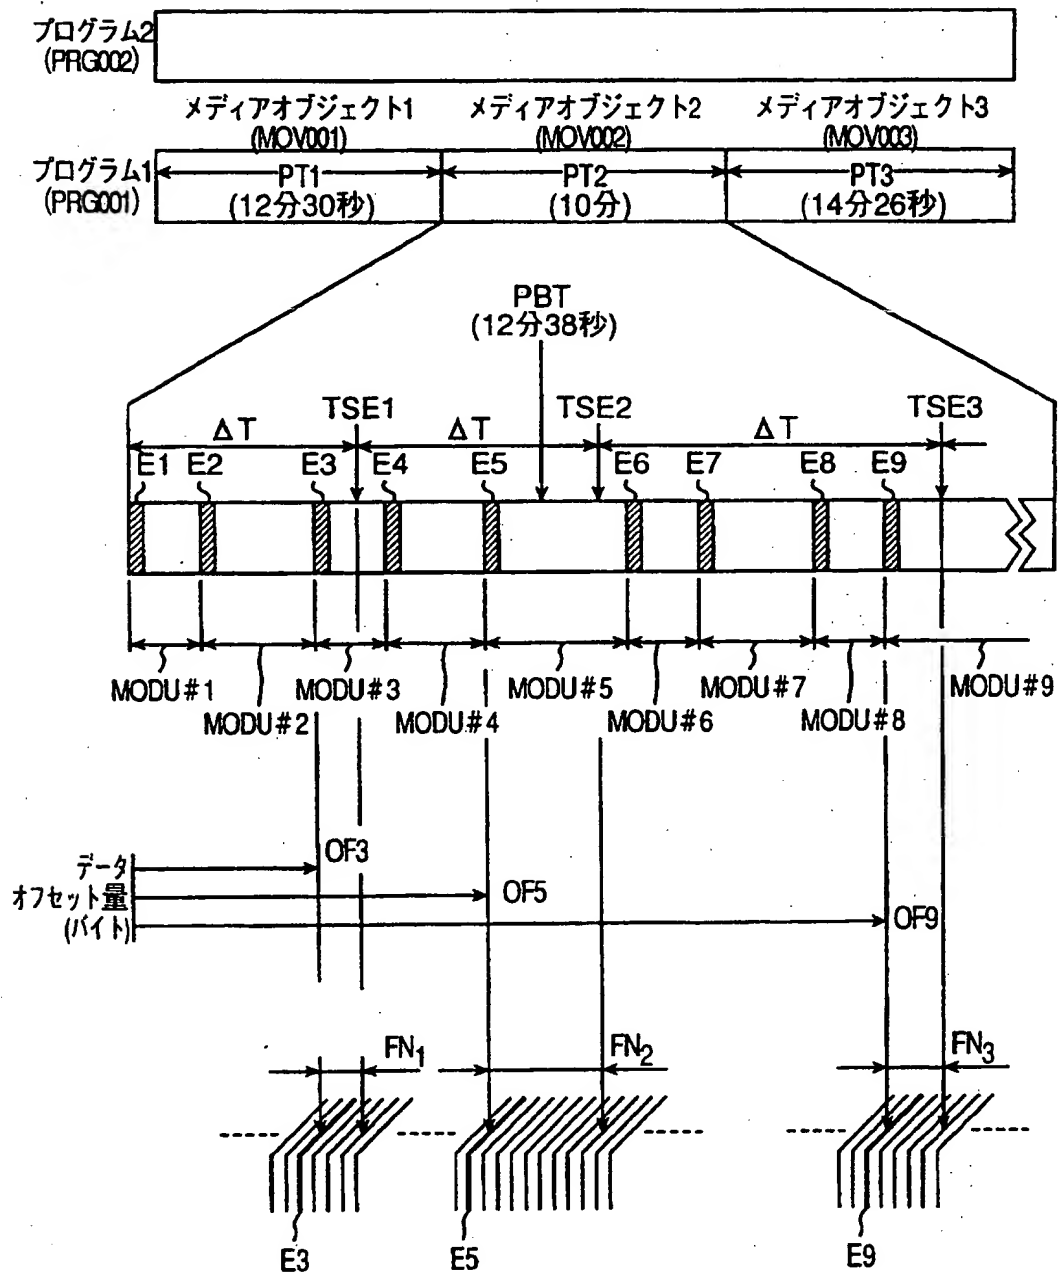 プログラム2
(PRG002)
メディアオブジェクト1
(MOV001)
メディアオブジェクト2
(MOV002)
メディアオブジェクト3
(MOV003)
プログラム1
(PRG001)
PT1
(12分30秒)
PT2
(10分)
PT3
(14分26秒)
PBT
(12分38秒)
TSE1
TSE2
TSE3
ΔT
ΔT
ΔT
E1
E2
E3
E4
E5
E6
E7
E8
E9
MODU#1
MODU#2
MODU#3
MODU#4
MODU#5
MODU#6
MODU#7
MODU#8
MODU#9
データ
オフセット量
(バイト)
OF3
OF5
OF9
FN1
FN2
FN3
E3
E5
E9